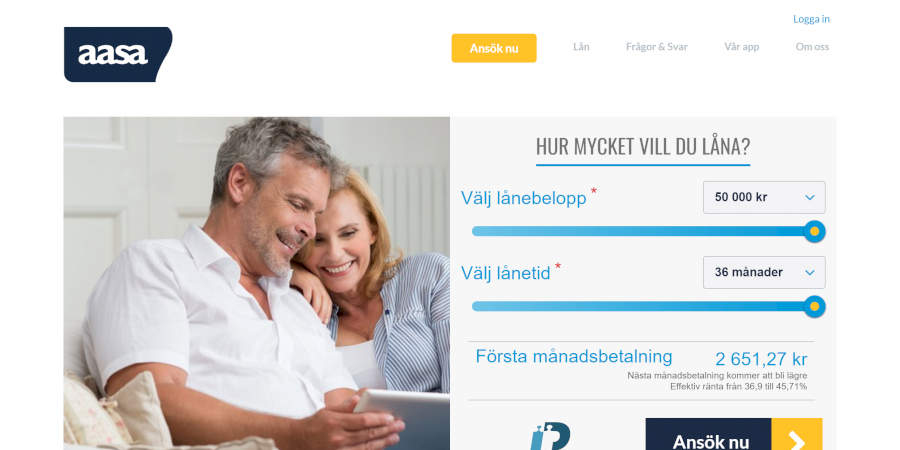 Logga in
aasa
Ansök nu
Lån
Frågor & Svar
Vår app
Om oss
HUR MYCKET VILL DU LÅNA?
Välj lånebelopp *
50 000 kr
Välj lånetid *
36 månader
Första månadsbetalning 2 651,27 kr
Nästa månadsbetalning kommer att bli lägre
Effektiv ränta från 36,9 till 45,71%
Ansök nu